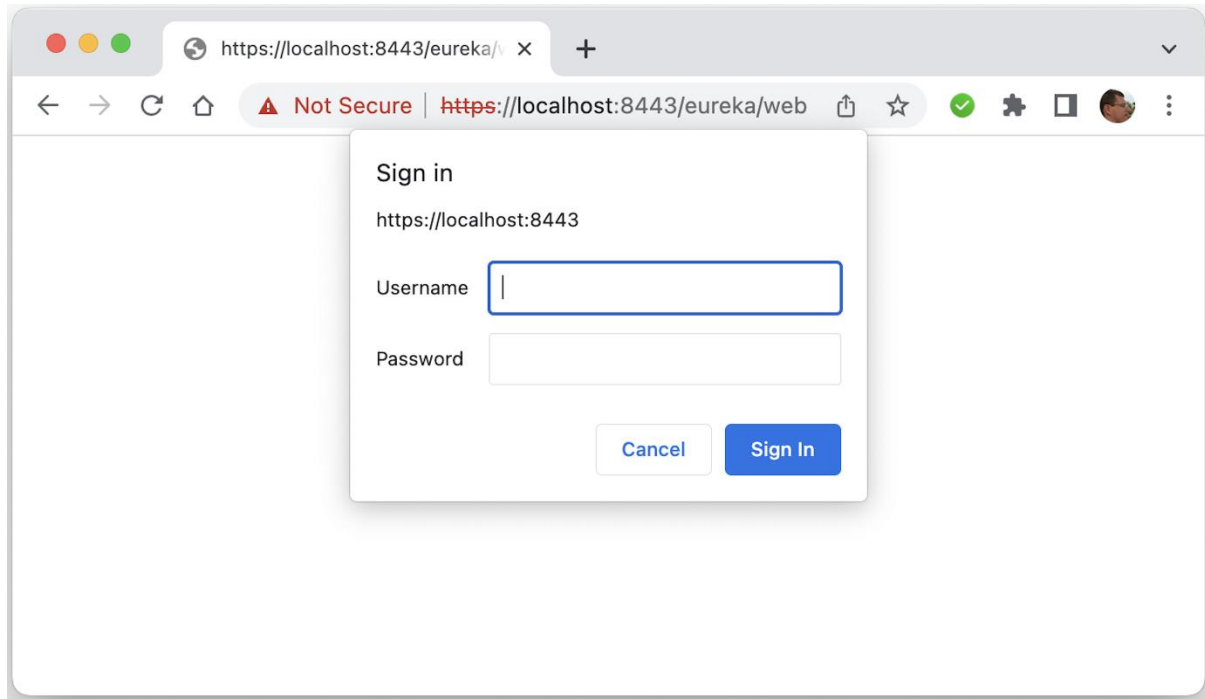 https://localhost:8443/eureka/
Not Secure https://localhost:8443/eureka/web
Sign in
https://localhost:8443
Username
Password
Cancel Sign In